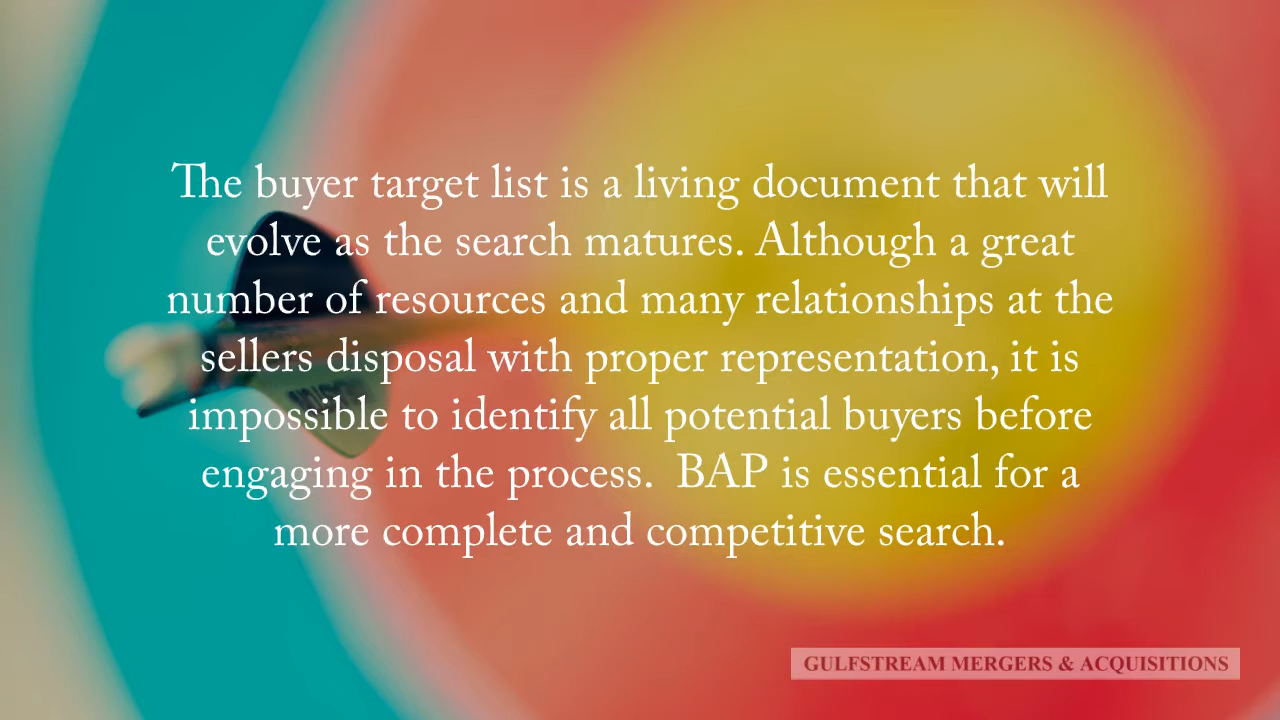 The buyer target list is a living document that will
evolve as the search matures. Although a great
number of resources and many relationships at the
sellers disposal with proper representation, it is
impossible to identify all potential buyers before
engaging in the process.  BAP is essential for a
more complete and competitive search.
GULFSTREAM MERGERS & ACQUISITIONS